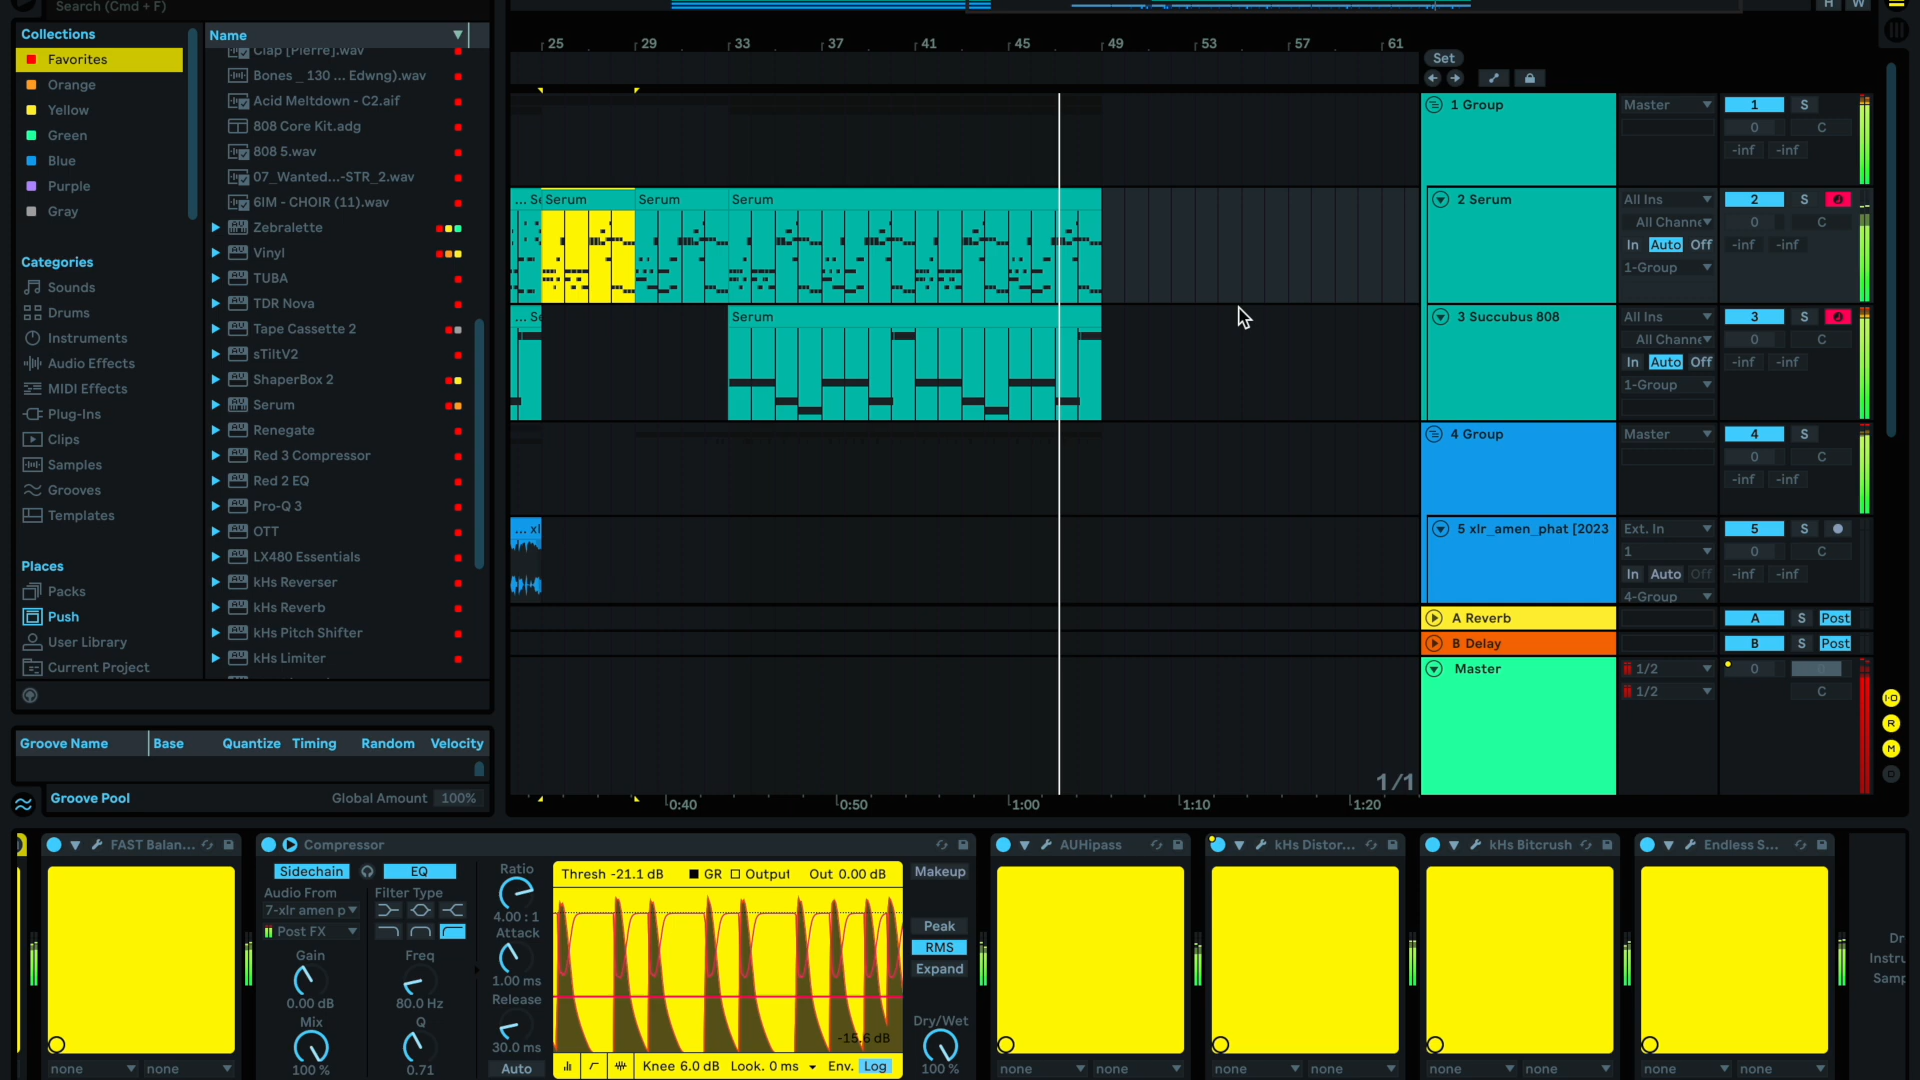 Search (Cmd + F)
Collections
Favorites
Orange
Yellow
Green
Blue
Purple
Gray
Categories
Sounds
Drums
Instruments
Audio Effects
MIDI Effects
Plug-Ins
Clips
Samples
Grooves
Templates
Places
Packs
Push
User Library
Current Project
Name
Clap [Pierre].wav
Bones _ 130 ... Edwng).wav
Acid Meltdown - C2.aif
808 Core Kit.adg
808 5.wav
07_Wanted...-STR_2.wav
6IM - CHOIR (11).wav
Zebralette
Vinyl
TUBA
TDR Nova
Tape Cassette 2
sTiltV2
ShaperBox 2
Serum
Renegate
Red 3 Compressor
Red 2 EQ
Pro-Q 3
OTT
LX480 Essentials
kHs Reverser
kHs Reverb
kHs Pitch Shifter
kHs Limiter
Groove Name Base Quantize Timing Random Velocity
Groove Pool Global Amount 100%
H W
25 29 33 37 41 45 49 53 57 61
Set
1 Group Master 1 S
0 C
-inf -inf
... Se Serum Serum Serum
2 Serum All Ins 2 S
All Channe 0 C
In Auto Off -inf -inf
1-Group
... Se Serum
3 Succubus 808 All Ins 3 S
All Channe 0 C
In Auto Off -inf -inf
1-Group
4 Group Master 4 S
0 C
-inf -inf
... xl
5 xlr_amen_phat [2023 Ext. In 5 S
1 0 C
In Auto Off -inf -inf
4-Group
A Reverb A S Post
B Delay B S Post
Master 1/2 0
1/2 C
1/1
0:40 0:50 1:00 1:10 1:20
I·O
R
M
D
FAST Balan...
none none
Compressor
Sidechain EQ
Audio From Filter Type
7-xlr amen p
Post FX
Gain Freq
0.00 dB 80.0 Hz
Mix Q
100 % 0.71
Ratio
4.00 : 1
Attack
1.00 ms
Release
30.0 ms
Auto
Thresh -21.1 dB GR Output Out 0.00 dB
-15.6 dB
Knee 6.0 dB Look. 0 ms Env. Log
Makeup
Peak
RMS
Expand
Dry/Wet
100 %
AUHipass
none none
kHs Distor...
none none
kHs Bitcrush
none none
Endless S...
none none
Dr
Instru
Samp